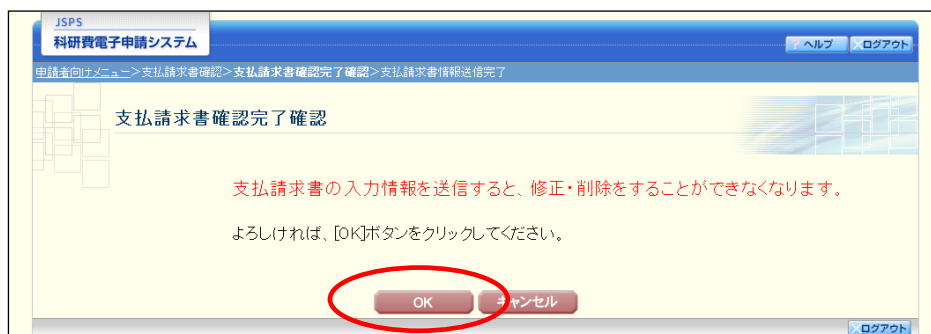 JSPS
科研費電子申請システム
? ヘルプ ログアウト
申請者向けメニュー>支払請求書確認>支払請求書確認完了確認>支払請求書情報送信完了
支払請求書確認完了確認
支払請求書の入力情報を送信すると、修正・削除をすることができなくなります。
よろしければ、[OK]ボタンをクリックしてください。
OK キャンセル
ログアウト